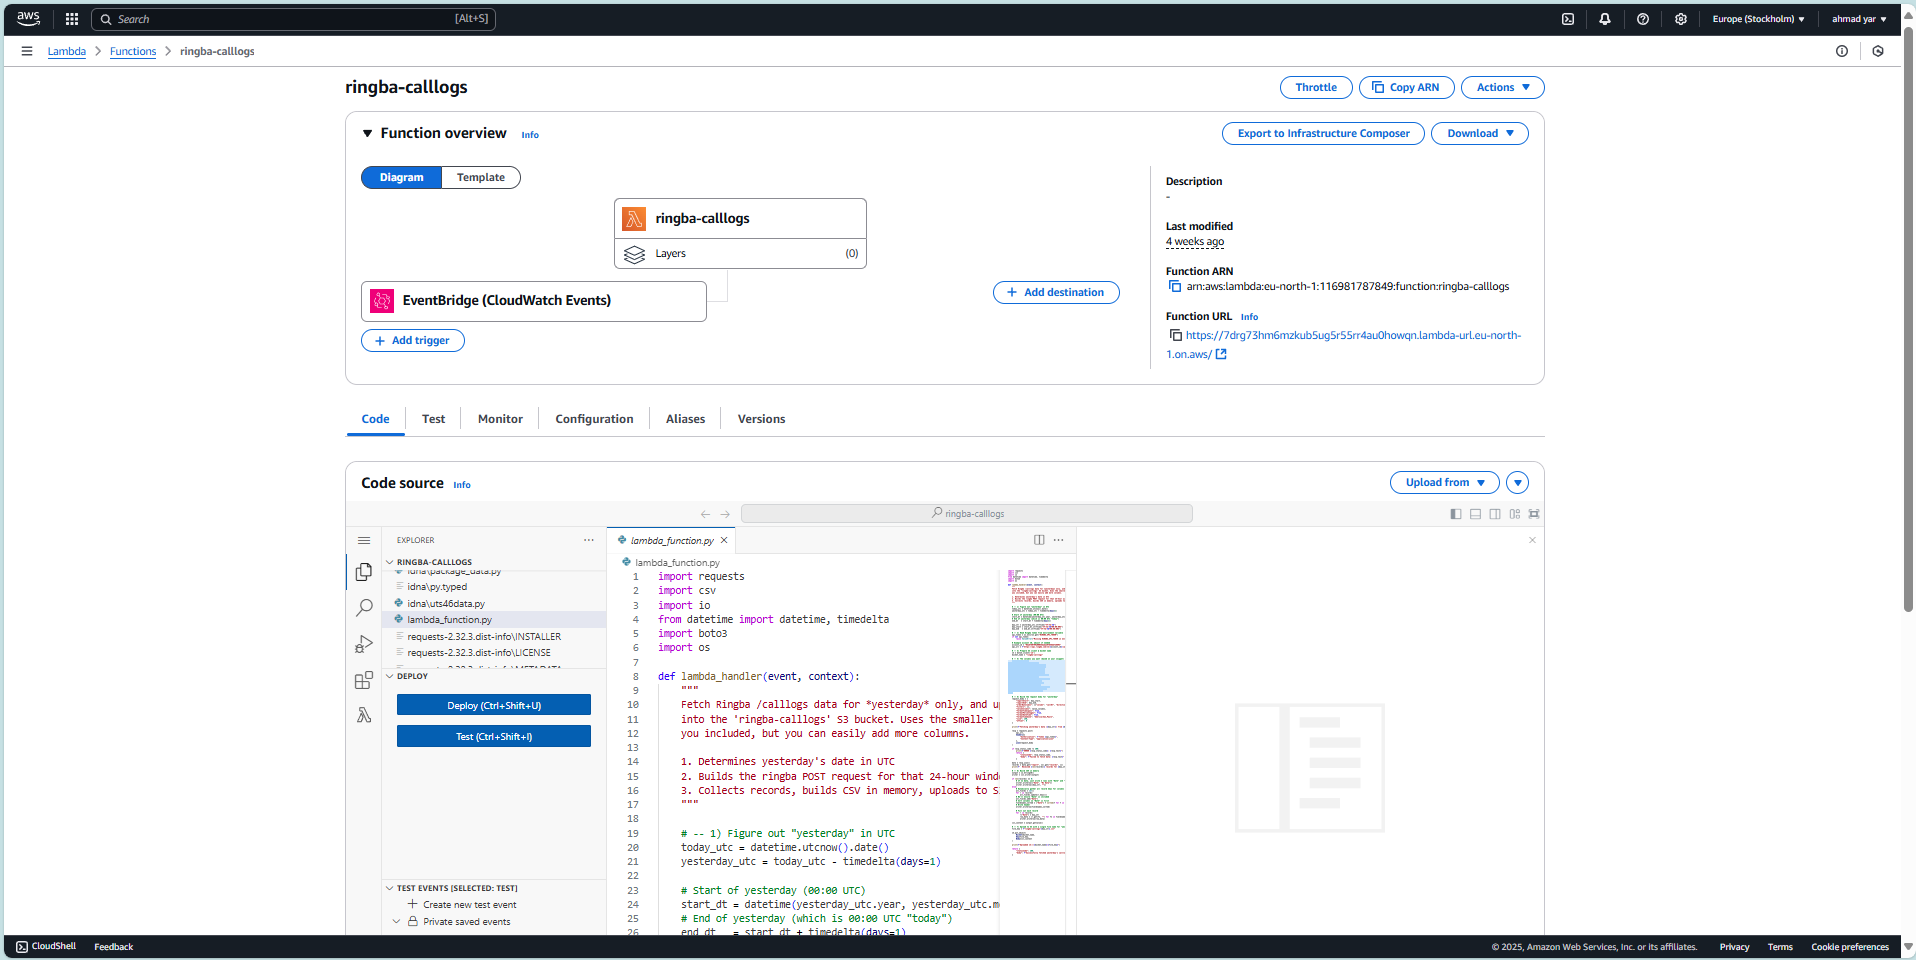 aws
Search [Alt+S]
Europe (Stockholm) ▼
ahmad yar ▼
Lambda > Functions > ringba-calllogs
ringba-calllogs
Throttle
Copy ARN
Actions ▼
▼ Function overview Info
Export to Infrastructure Composer
Download ▼
Diagram
Template
ringba-calllogs
Layers (0)
EventBridge (CloudWatch Events)
+ Add trigger
+ Add destination
Description
-
Last modified
4 weeks ago
Function ARN
arn:aws:lambda:eu-north-1:116981787849:function:ringba-calllogs
Function URL Info
https://7drg73hm6mzkub5ug5r55rr4au0howqn.lambda-url.eu-north-
1.on.aws/
Code
Test
Monitor
Configuration
Aliases
Versions
Code source Info
Upload from ▼
ringba-calllogs
EXPLORER
RINGBA-CALLLOGS
idna\package_data.py
idna\py.typed
idna\uts46data.py
lambda_function.py
requests-2.32.3.dist-info\INSTALLER
requests-2.32.3.dist-info\LICENSE
requests-2.32.3.dist-info\METADATA
DEPLOY
Deploy (Ctrl+Shift+U)
Test (Ctrl+Shift+I)
TEST EVENTS [SELECTED: TEST]
+ Create new test event
Private saved events
lambda_function.py
lambda_function.py
1 import requests
2 import csv
3 import io
4 from datetime import datetime, timedelta
5 import boto3
6 import os
7
8 def lambda_handler(event, context):
9 """
10 Fetch Ringba /calllogs data for *yesterday* only, and u
11 into the 'ringba-calllogs' S3 bucket. Uses the smaller
12 you included, but you can easily add more columns.
13
14 1. Determines yesterday's date in UTC
15 2. Builds the ringba POST request for that 24-hour wind
16 3. Collects records, builds CSV in memory, uploads to S
17 """
18
19 # -- 1) Figure out "yesterday" in UTC
20 today_utc = datetime.utcnow().date()
21 yesterday_utc = today_utc - timedelta(days=1)
22
23 # Start of yesterday (00:00 UTC)
24 start_dt = datetime(yesterday_utc.year, yesterday_utc.m
25 # End of yesterday (which is 00:00 UTC "today")
26 end_dt = start_dt + timedelta(days=1)
CloudShell
Feedback
© 2025, Amazon Web Services, Inc. or its affiliates.
Privacy
Terms
Cookie preferences